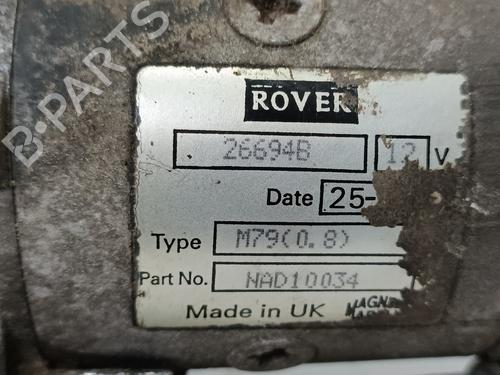 B-PARTS
ROVER
26694B 12 V
Date 25-
Type M79(0.8)
Part No. NAD10034
Made in UK